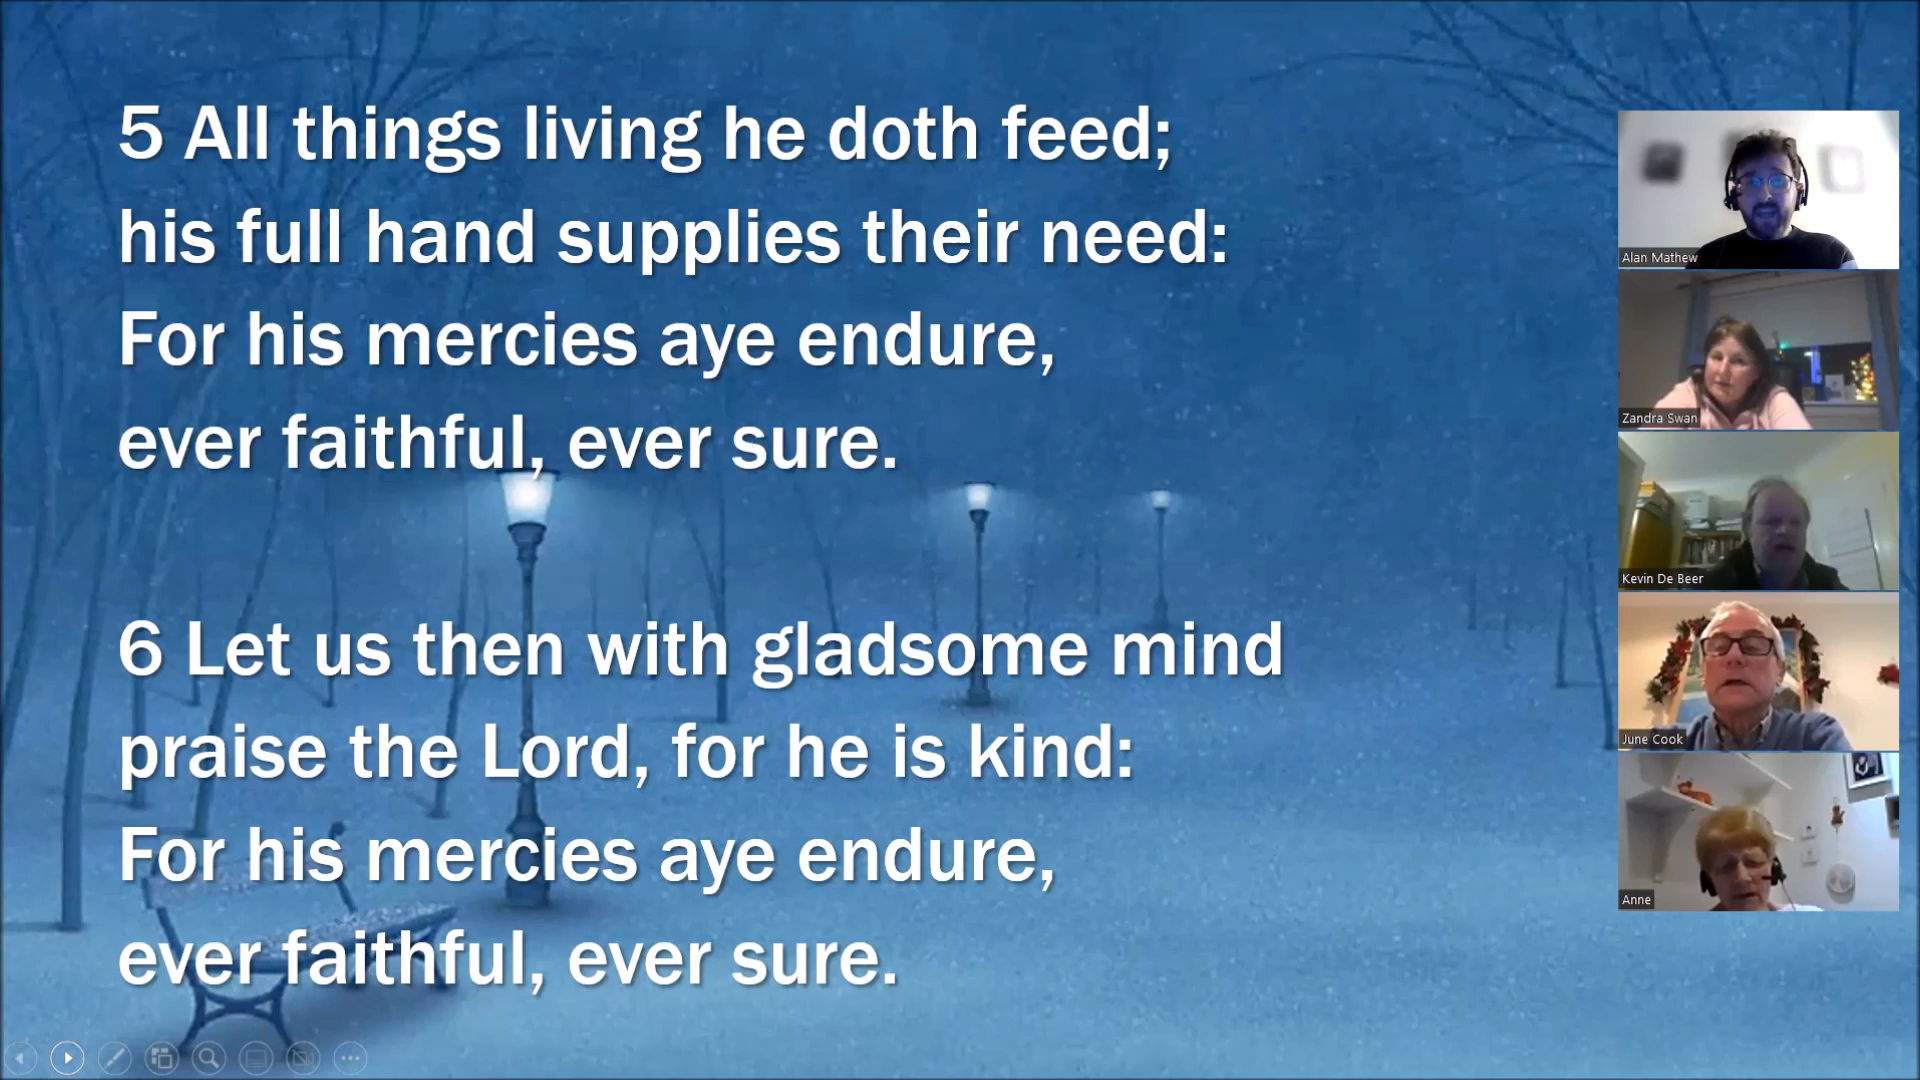 5 All things living he doth feed;
his full hand supplies their need:
For his mercies aye endure,
ever faithful, ever sure.
6 Let us then with gladsome mind
praise the Lord, for he is kind:
For his mercies aye endure,
ever faithful, ever sure.
Alan Mathew
Zandra Swan
Kevin De Beer
June Cook
Anne